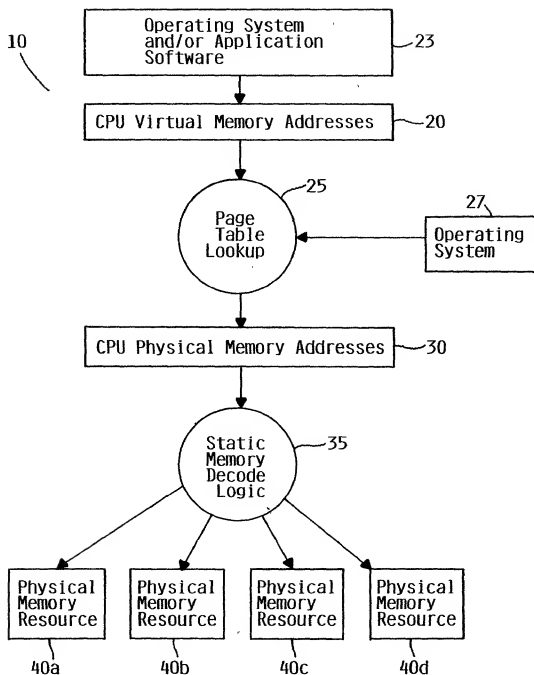 10
Operating System
and/or Application
Software
23
CPU Virtual Memory Addresses
20
25
Page
Table
Lookup
27
Operating
System
CPU Physical Memory Addresses
30
Static
Memory
Decode
Logic
35
Physical
Memory
Resource
Physical
Memory
Resource
Physical
Memory
Resource
Physical
Memory
Resource
40a
40b
40c
40d